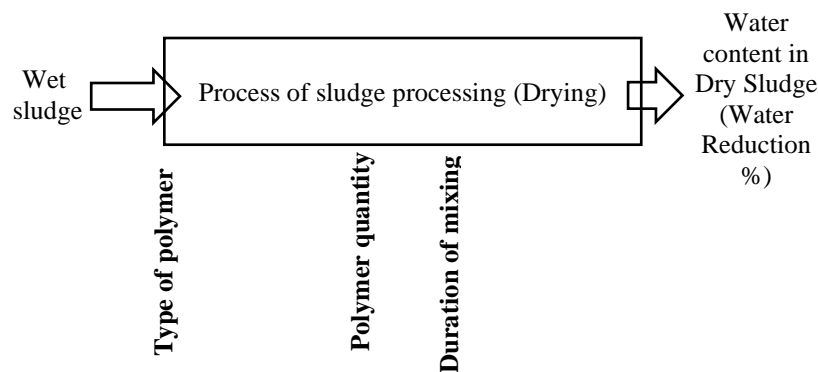 Wet
sludge
Process of sludge processing (Drying)
Water
content in
Dry Sludge
(Water
Reduction
%)
Type of polymer
Polymer quantity
Duration of mixing